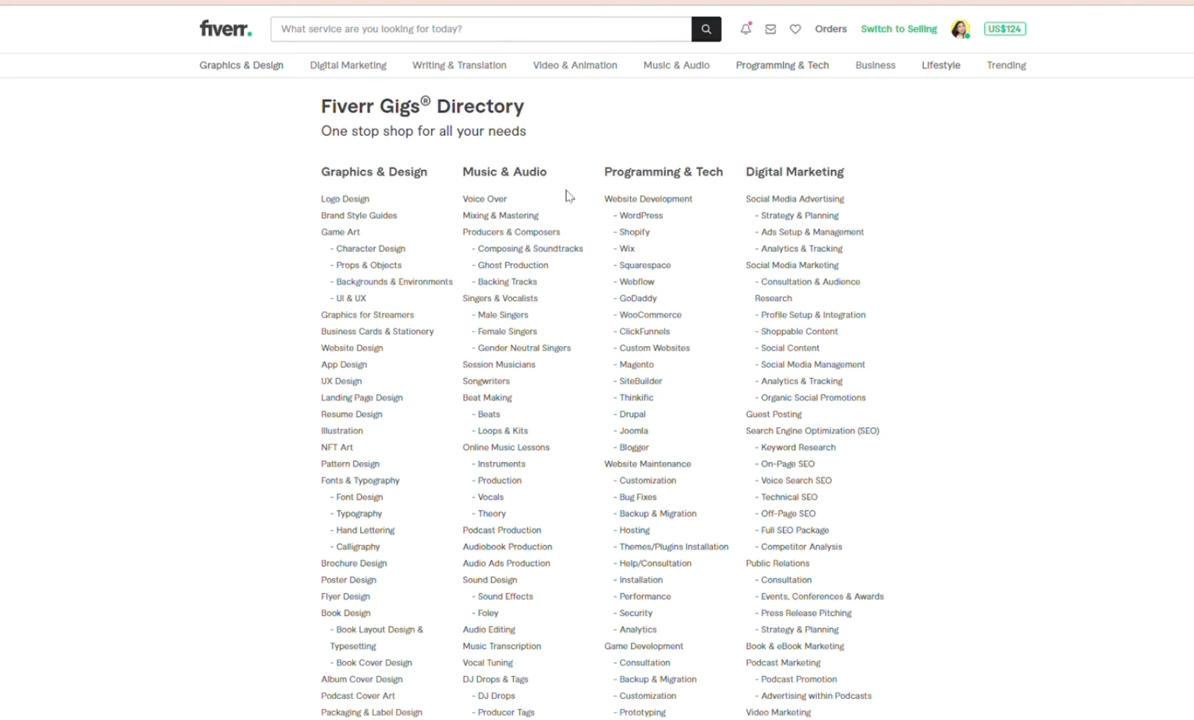 fiverr.
What service are you looking for today?
Orders
Switch to Selling
US$124
Graphics & Design
Digital Marketing
Writing & Translation
Video & Animation
Music & Audio
Programming & Tech
Business
Lifestyle
Trending
Fiverr Gigs® Directory
One stop shop for all your needs
Graphics & Design
Logo Design
Brand Style Guides
Game Art
- Character Design
- Props & Objects
- Backgrounds & Environments
- UI & UX
Graphics for Streamers
Business Cards & Stationery
Website Design
App Design
UX Design
Landing Page Design
Resume Design
Illustration
NFT Art
Pattern Design
Fonts & Typography
- Font Design
- Typography
- Hand Lettering
- Calligraphy
Brochure Design
Poster Design
Flyer Design
Book Design
- Book Layout Design &
Typesetting
- Book Cover Design
Album Cover Design
Podcast Cover Art
Packaging & Label Design
Music & Audio
Voice Over
Mixing & Mastering
Producers & Composers
- Composing & Soundtracks
- Ghost Production
- Backing Tracks
Singers & Vocalists
- Male Singers
- Female Singers
- Gender Neutral Singers
Session Musicians
Songwriters
Beat Making
- Beats
- Loops & Kits
Online Music Lessons
- Instruments
- Production
- Vocals
- Theory
Podcast Production
Audiobook Production
Audio Ads Production
Sound Design
- Sound Effects
- Foley
Audio Editing
Music Transcription
Vocal Tuning
DJ Drops & Tags
- DJ Drops
- Producer Tags
Programming & Tech
Website Development
- WordPress
- Shopify
- Wix
- Squarespace
- Webflow
- GoDaddy
- WooCommerce
- ClickFunnels
- Custom Websites
- Magento
- SiteBuilder
- Thinkific
- Drupal
- Joomla
- Blogger
Website Maintenance
- Customization
- Bug Fixes
- Backup & Migration
- Hosting
- Themes/Plugins Installation
- Help/Consultation
- Installation
- Performance
- Security
- Analytics
Game Development
- Consultation
- Backup & Migration
- Customization
- Prototyping
Digital Marketing
Social Media Advertising
- Strategy & Planning
- Ads Setup & Management
- Analytics & Tracking
Social Media Marketing
- Consultation & Audience
Research
- Profile Setup & Integration
- Shoppable Content
- Social Content
- Social Media Management
- Analytics & Tracking
- Organic Social Promotions
Guest Posting
Search Engine Optimization (SEO)
- Keyword Research
- On-Page SEO
- Voice Search SEO
- Technical SEO
- Off-Page SEO
- Full SEO Package
- Competitor Analysis
Public Relations
- Consultation
- Events, Conferences & Awards
- Press Release Pitching
- Strategy & Planning
Book & eBook Marketing
Podcast Marketing
- Podcast Promotion
- Advertising within Podcasts
Video Marketing